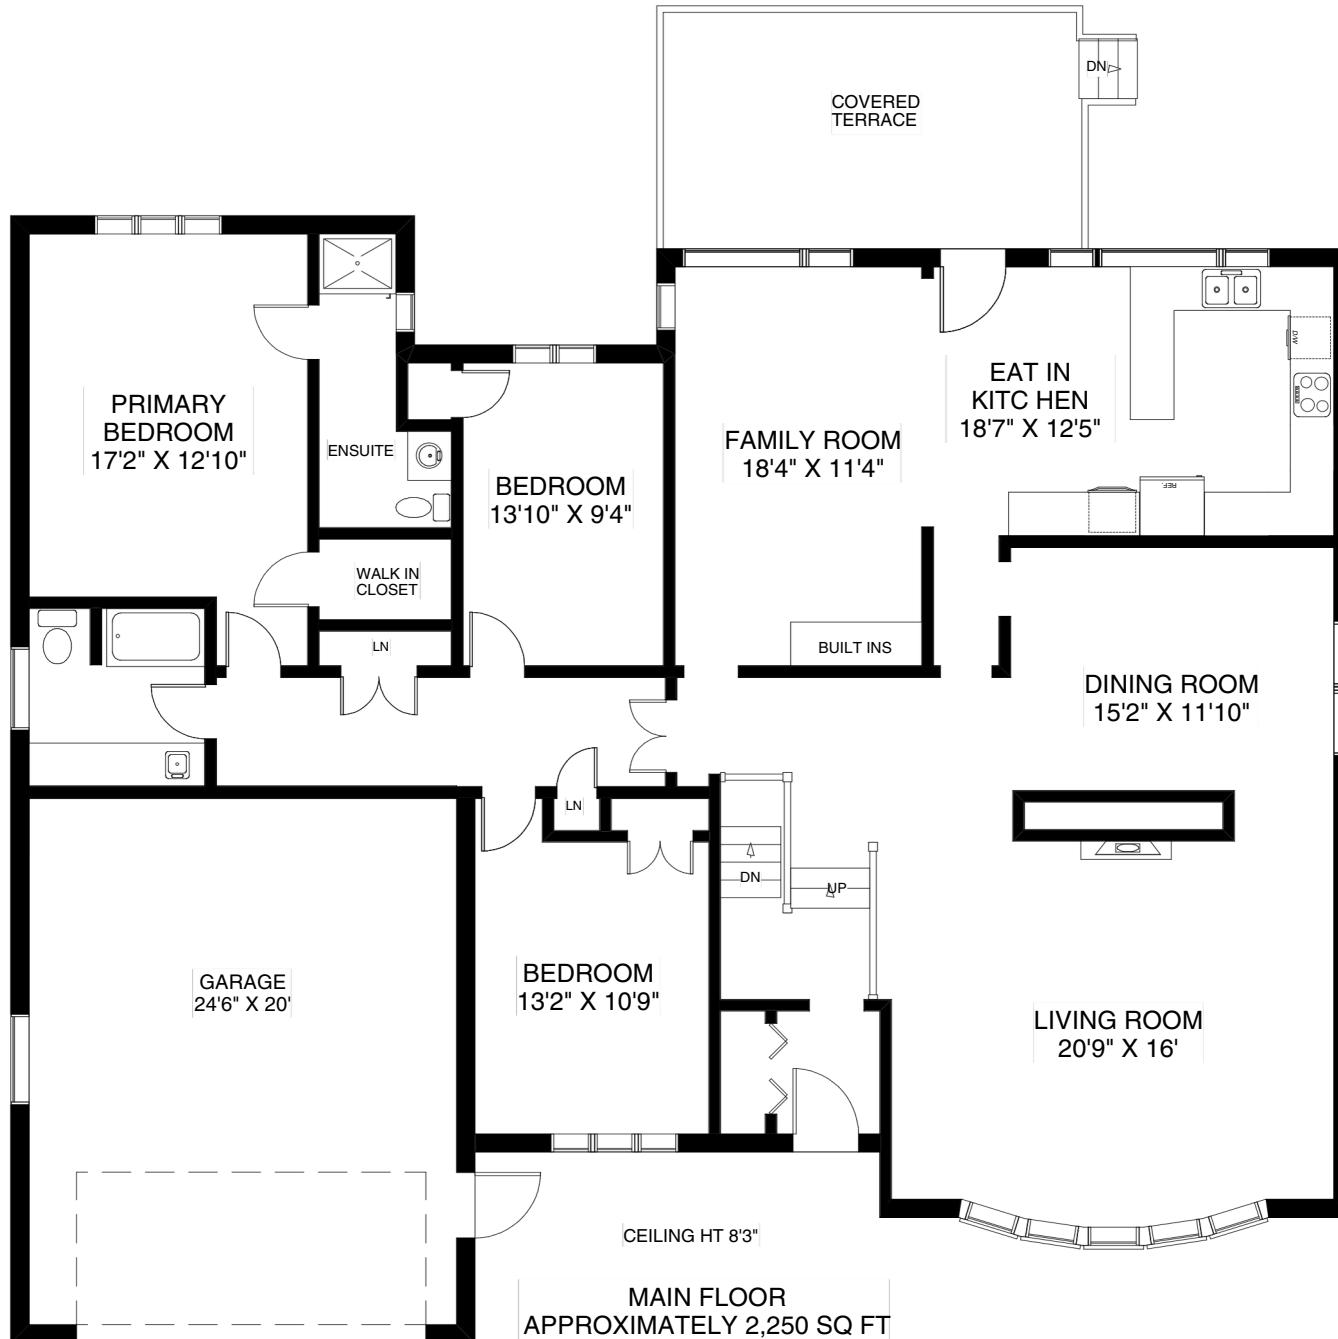 DN
COVERED
TERRACE
PRIMARY
BEDROOM
17'2" X 12'10"
ENSUITE
BEDROOM
13'10" X 9'4"
FAMILY ROOM
18'4" X 11'4"
EAT IN
KITC HEN
18'7" X 12'5"
D/W
REF.
WALK IN
CLOSET
LN
BUILT INS
DINING ROOM
15'2" X 11'10"
LN
DN
UP
GARAGE
24'6" X 20'
BEDROOM
13'2" X 10'9"
LIVING ROOM
20'9" X 16'
CEILING HT 8'3"
MAIN FLOOR
APPROXIMATELY 2,250 SQ FT